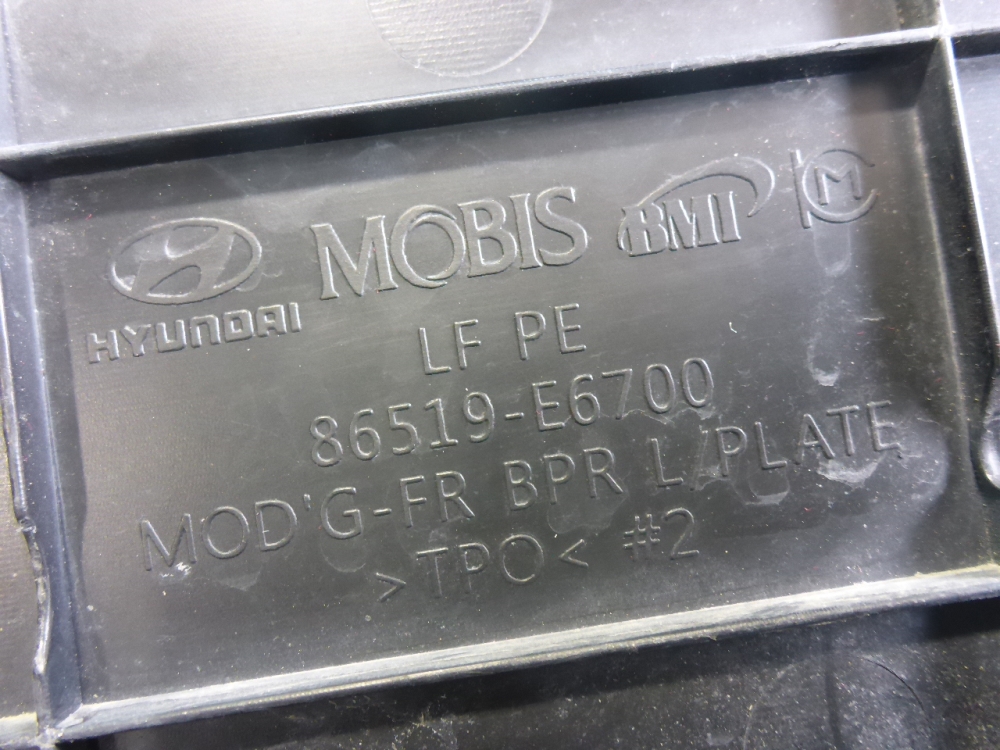 HYUNDAI MOBIS BMI M
LF PE
86519-E6700
MOD'G-FR BPR L/PLATE
>TPO< #2